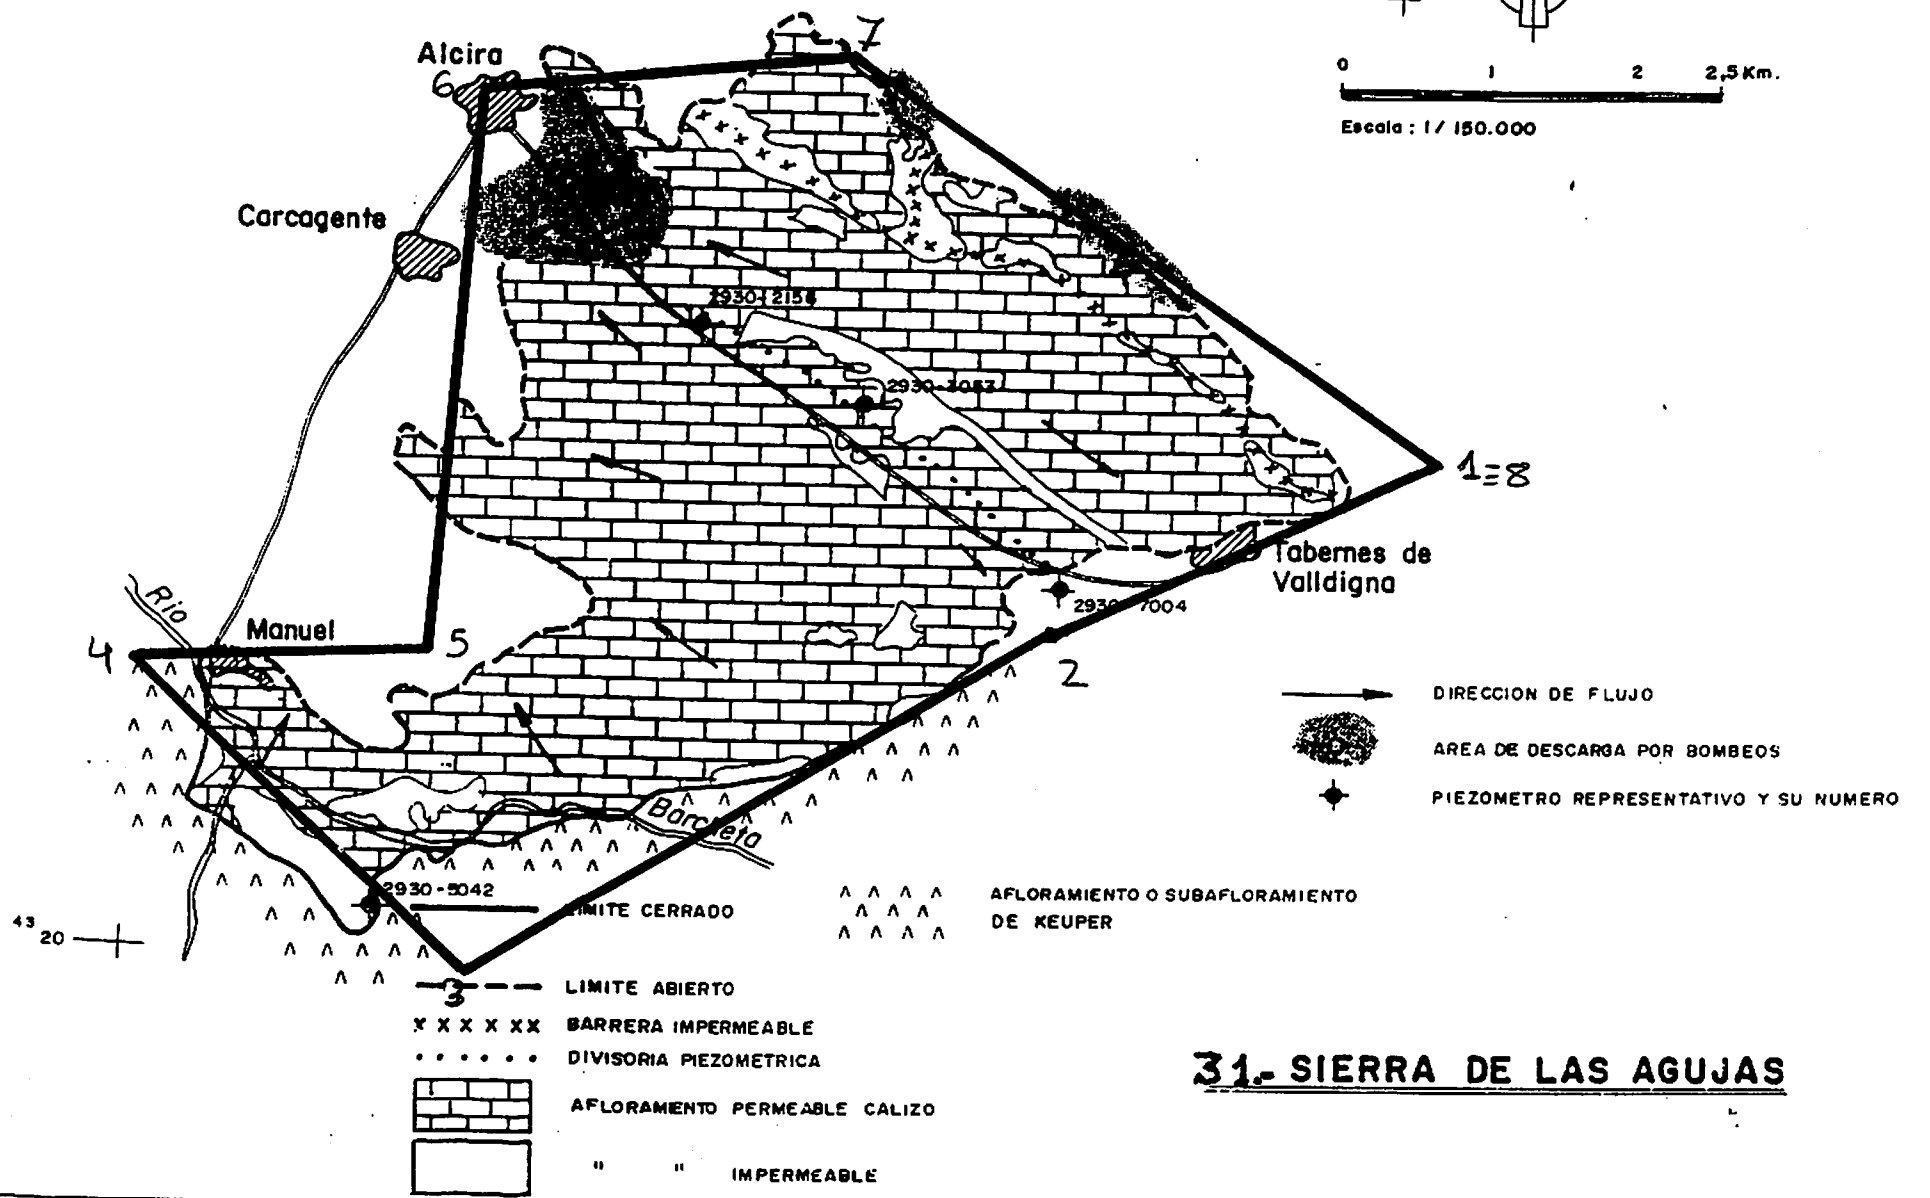 7
Alcira
6
0 1 2 2,5 Km.
Escala : 1 / 150.000
Carcagente
2930-2154
1=8
Tabernes de
Valldigna
2930-7004
Rio
Manuel
4
5
2
DIRECCION DE FLUJO
AREA DE DESCARGA POR BOMBEOS
PIEZOMETRO REPRESENTATIVO Y SU NUMERO
Barcheta
2930-5042
LIMITE CERRADO
AFLORAMIENTO O SUBAFLORAMIENTO
DE KEUPER
43 20
3
LIMITE ABIERTO
BARRERA IMPERMEABLE
DIVISORIA PIEZOMETRICA
31.- SIERRA DE LAS AGUJAS
AFLORAMIENTO PERMEABLE CALIZO
" " IMPERMEABLE